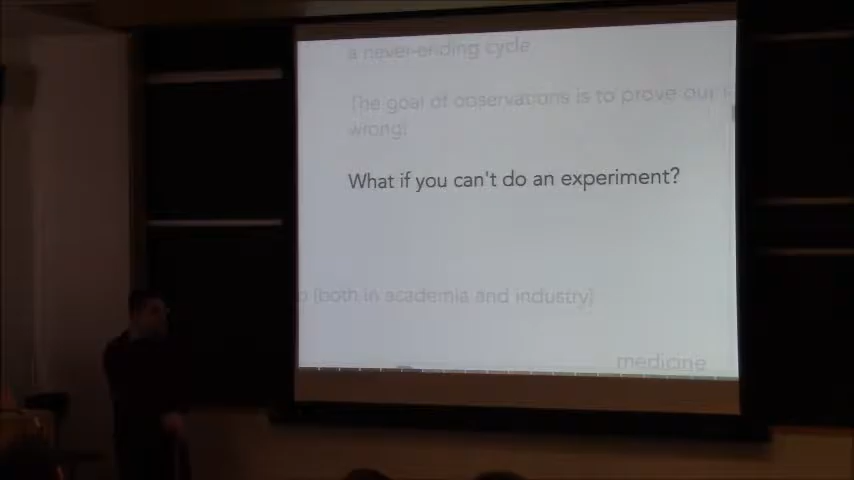 a never-ending cycle
The goal of observations is to prove our
wrong!
What if you can't do an experiment?
(both in academia and industry)
medicine